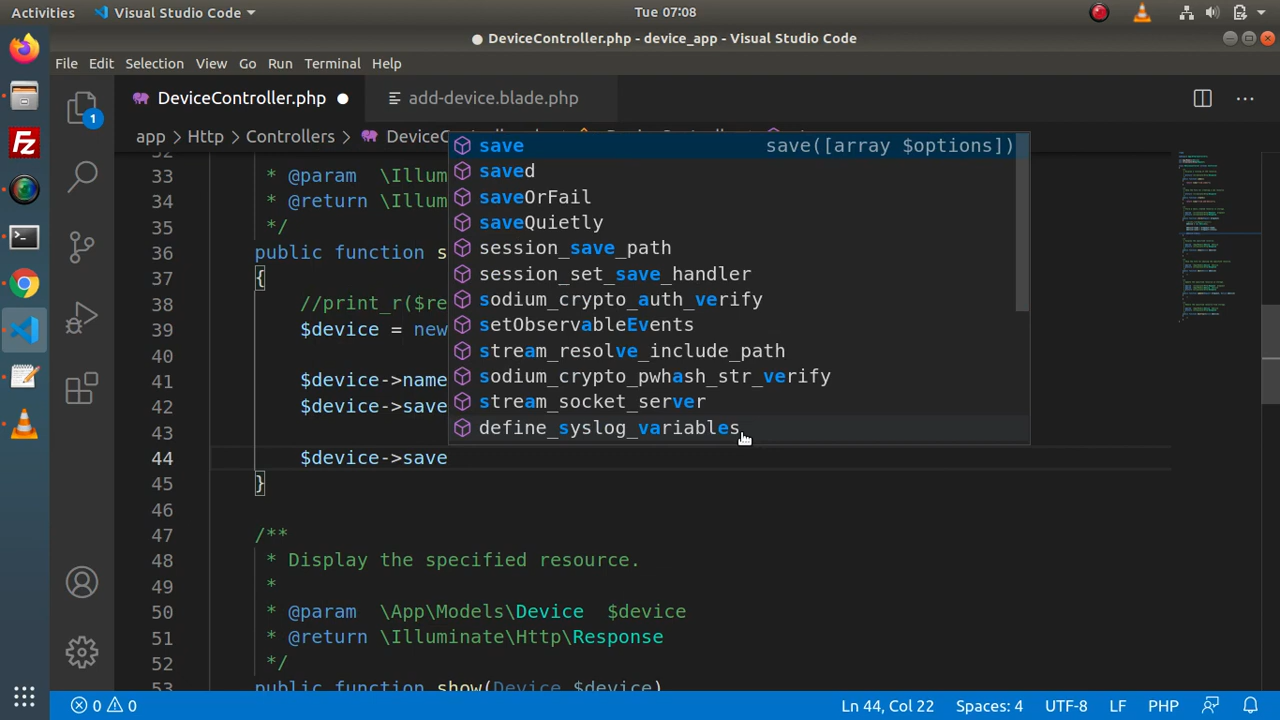 Activities Visual Studio Code Tue 07:08
DeviceController.php - device_app - Visual Studio Code
File Edit Selection View Go Run Terminal Help
DeviceController.php add-device.blade.php
1
app > Http > Controllers >
save save([array $options])
saved
saveOrFail
saveQuietly
session_save_path
session_set_save_handler
sodium_crypto_auth_verify
setObservableEvents
stream_resolve_include_path
sodium_crypto_pwhash_str_verify
stream_socket_server
define_syslog_variables
33 * @param \Illum
34 * @return \Illum
35 */
36 public function s
37 {
38 //print_r($re
39 $device = new
40
41 $device->name
42 $device->save
43
44 $device->save
45 }
46
47 /**
48 * Display the specified resource.
49 *
50 * @param \App\Models\Device $device
51 * @return \Illuminate\Http\Response
52 */
53 public function show(Device $device)
0 0 Ln 44, Col 22 Spaces: 4 UTF-8 LF PHP